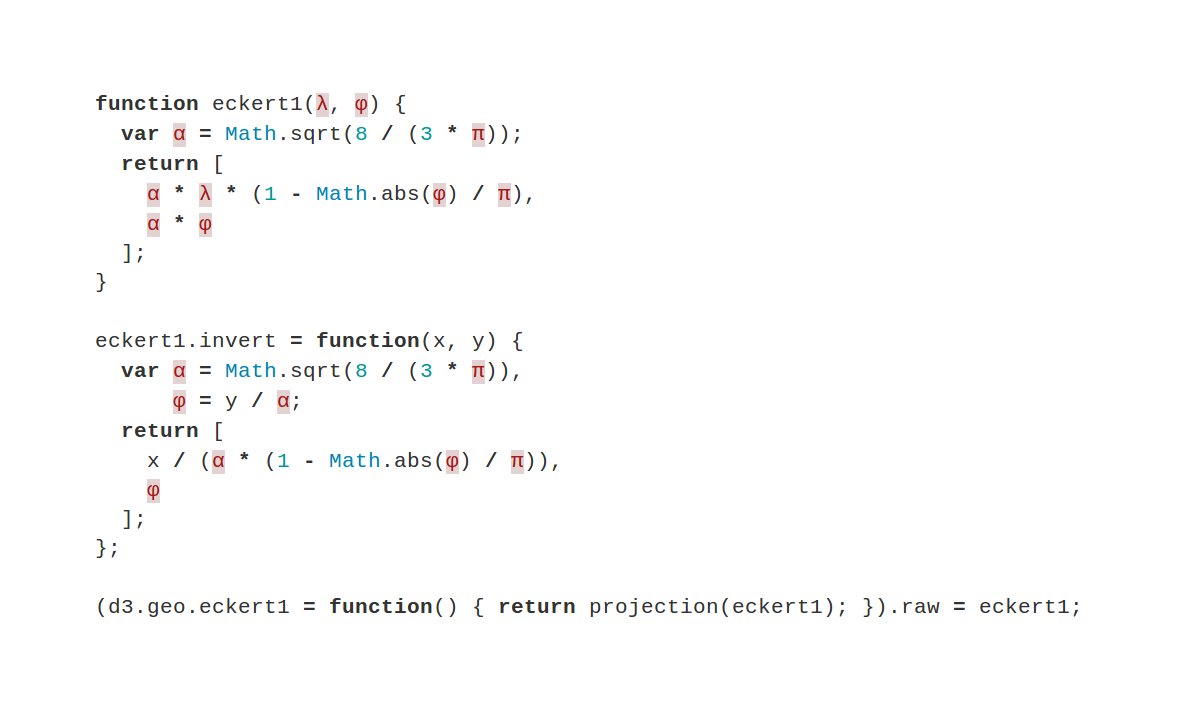 function eckert1(λ, φ) {
  var α = Math.sqrt(8 / (3 * π));
  return [
    α * λ * (1 - Math.abs(φ) / π),
    α * φ
  ];
}

eckert1.invert = function(x, y) {
  var α = Math.sqrt(8 / (3 * π)),
      φ = y / α;
  return [
    x / (α * (1 - Math.abs(φ) / π)),
    φ
  ];
};

(d3.geo.eckert1 = function() { return projection(eckert1); }).raw = eckert1;